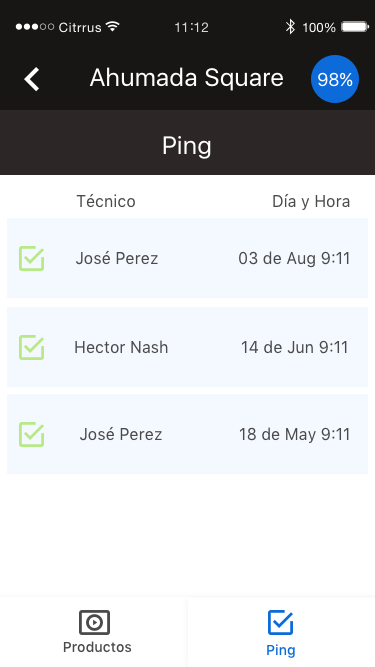 Citrrus 11:12 100%
Ahumada Square 98%
Ping
Técnico Día y Hora
José Perez 03 de Aug 9:11
Hector Nash 14 de Jun 9:11
José Perez 18 de May 9:11
Productos Ping